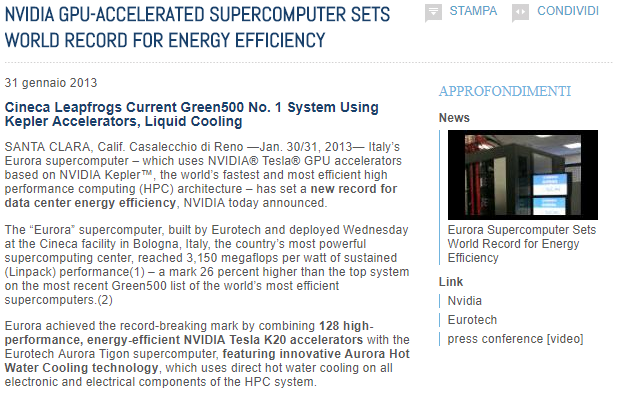 NVIDIA GPU-ACCELERATED SUPERCOMPUTER SETS
WORLD RECORD FOR ENERGY EFFICIENCY
STAMPA
CONDIVIDI
31 gennaio 2013
Cineca Leapfrogs Current Green500 No. 1 System Using
Kepler Accelerators, Liquid Cooling
SANTA CLARA, Calif. Casalecchio di Reno —Jan. 30/31, 2013— Italy’s
Eurora supercomputer – which uses NVIDIA® Tesla® GPU accelerators
based on NVIDIA Kepler™, the world’s fastest and most efficient high
performance computing (HPC) architecture – has set a new record for
data center energy efficiency, NVIDIA today announced.
The “Eurora” supercomputer, built by Eurotech and deployed Wednesday
at the Cineca facility in Bologna, Italy, the country’s most powerful
supercomputing center, reached 3,150 megaflops per watt of sustained
(Linpack) performance(1) – a mark 26 percent higher than the top system
on the most recent Green500 list of the world’s most efficient
supercomputers.(2)
Eurora achieved the record-breaking mark by combining 128 high-
performance, energy-efficient NVIDIA Tesla K20 accelerators with the
Eurotech Aurora Tigon supercomputer, featuring innovative Aurora Hot
Water Cooling technology, which uses direct hot water cooling on all
electronic and electrical components of the HPC system.
APPROFONDIMENTI
News
Eurora Supercomputer Sets
World Record for Energy
Efficiency
Link
Nvidia
Eurotech
press conference [video]